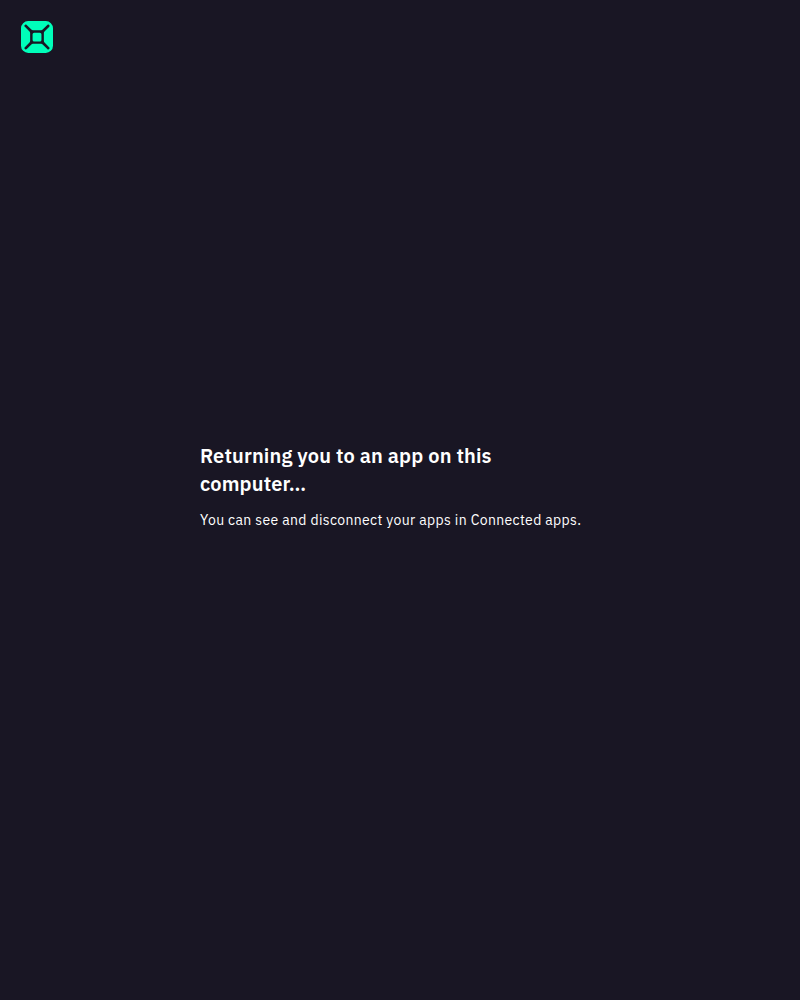 Returning you to an app on this
computer...
You can see and disconnect your apps in Connected apps.